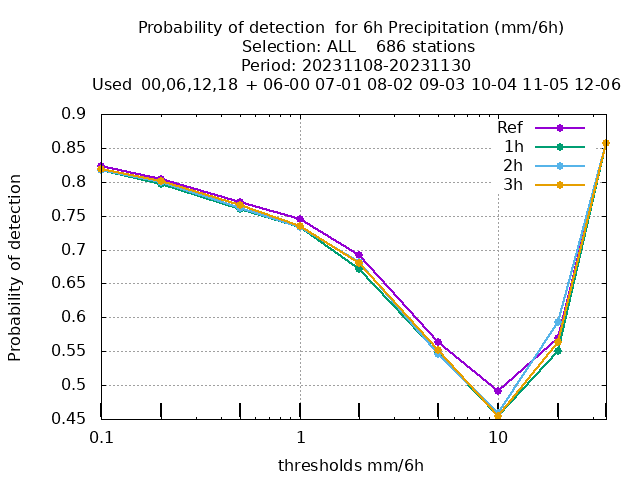 Probability of detection  for 6h Precipitation (mm/6h)
Selection: ALL    686 stations
Period: 20231108-20231130
Used  00,06,12,18  + 06-00 07-01 08-02 09-03 10-04 11-05 12-06
Ref
1h
2h
3h
0.9
0.85
0.8
0.75
0.7
0.65
0.6
0.55
0.5
0.45
Probability of detection
0.1 1 10
thresholds mm/6h